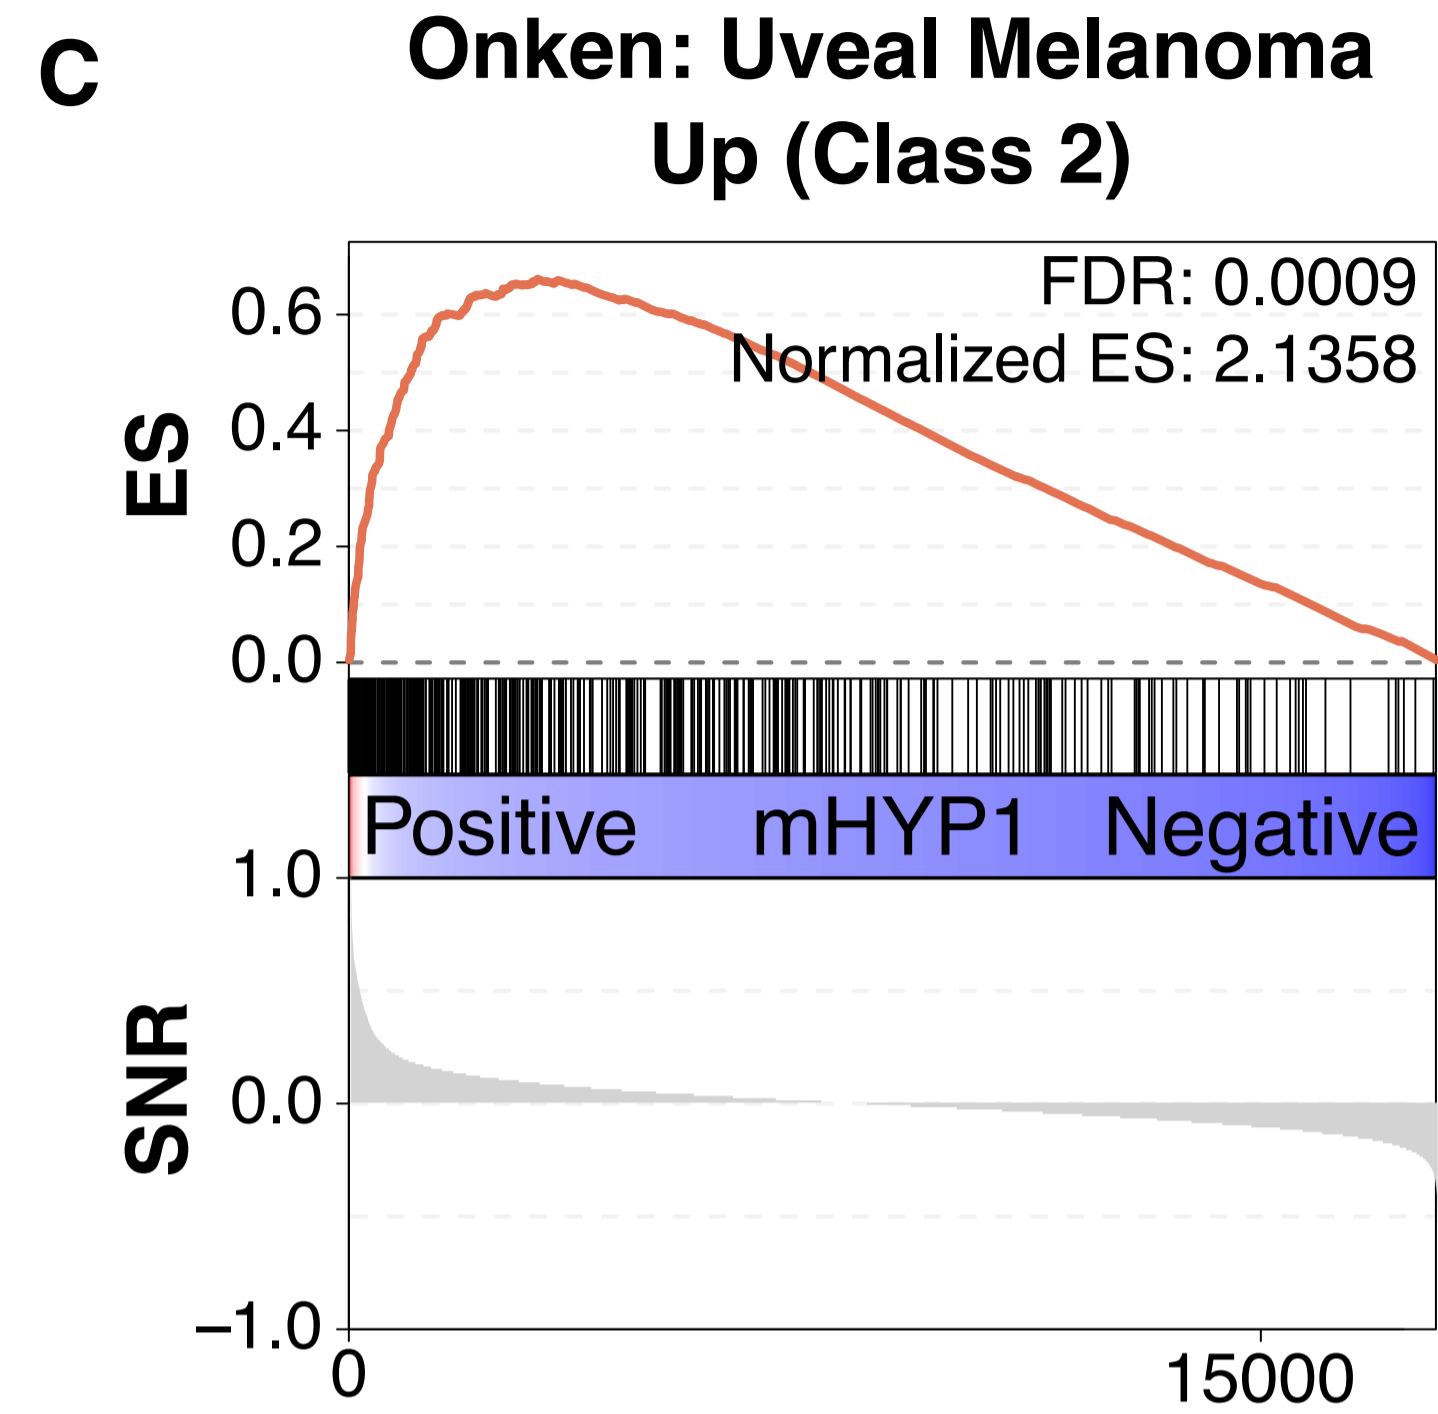 C
Onken: Uveal Melanoma
Up (Class 2)
FDR: 0.0009
Normalized ES: 2.1358
ES
0.6
0.4
0.2
0.0
Positive mHYP1 Negative
SNR
1.0
0.0
−1.0
0 15000